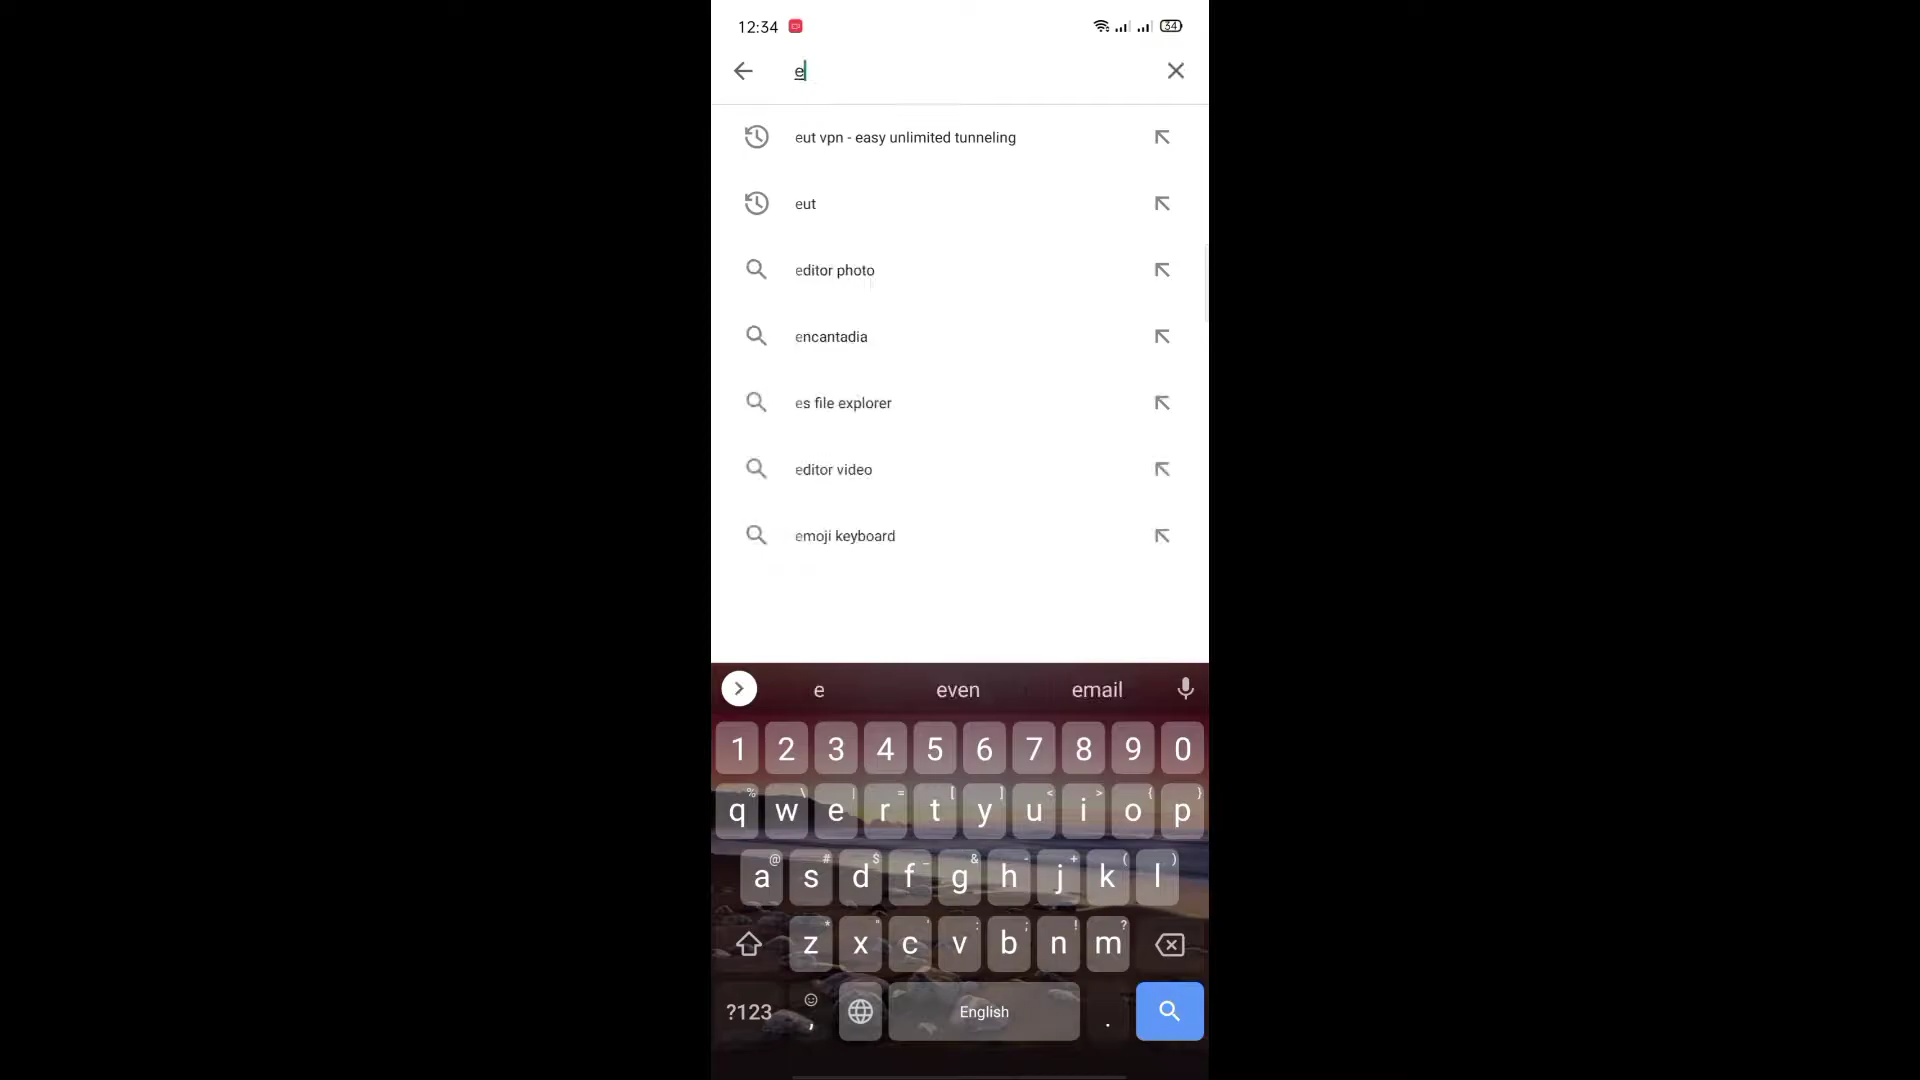 12:34
34
e
eut vpn - easy unlimited tunneling
eut
editor photo
encantadia
es file explorer
editor video
emoji keyboard
e even email
1 2 3 4 5 6 7 8 9 0
% \ | = [ ] < > { }
q w e r t y u i o p
@ # $ _ & - + ( )
a s d f g h j k l
* " ' : ; ! ?
z x c v b n m
?123 , English .